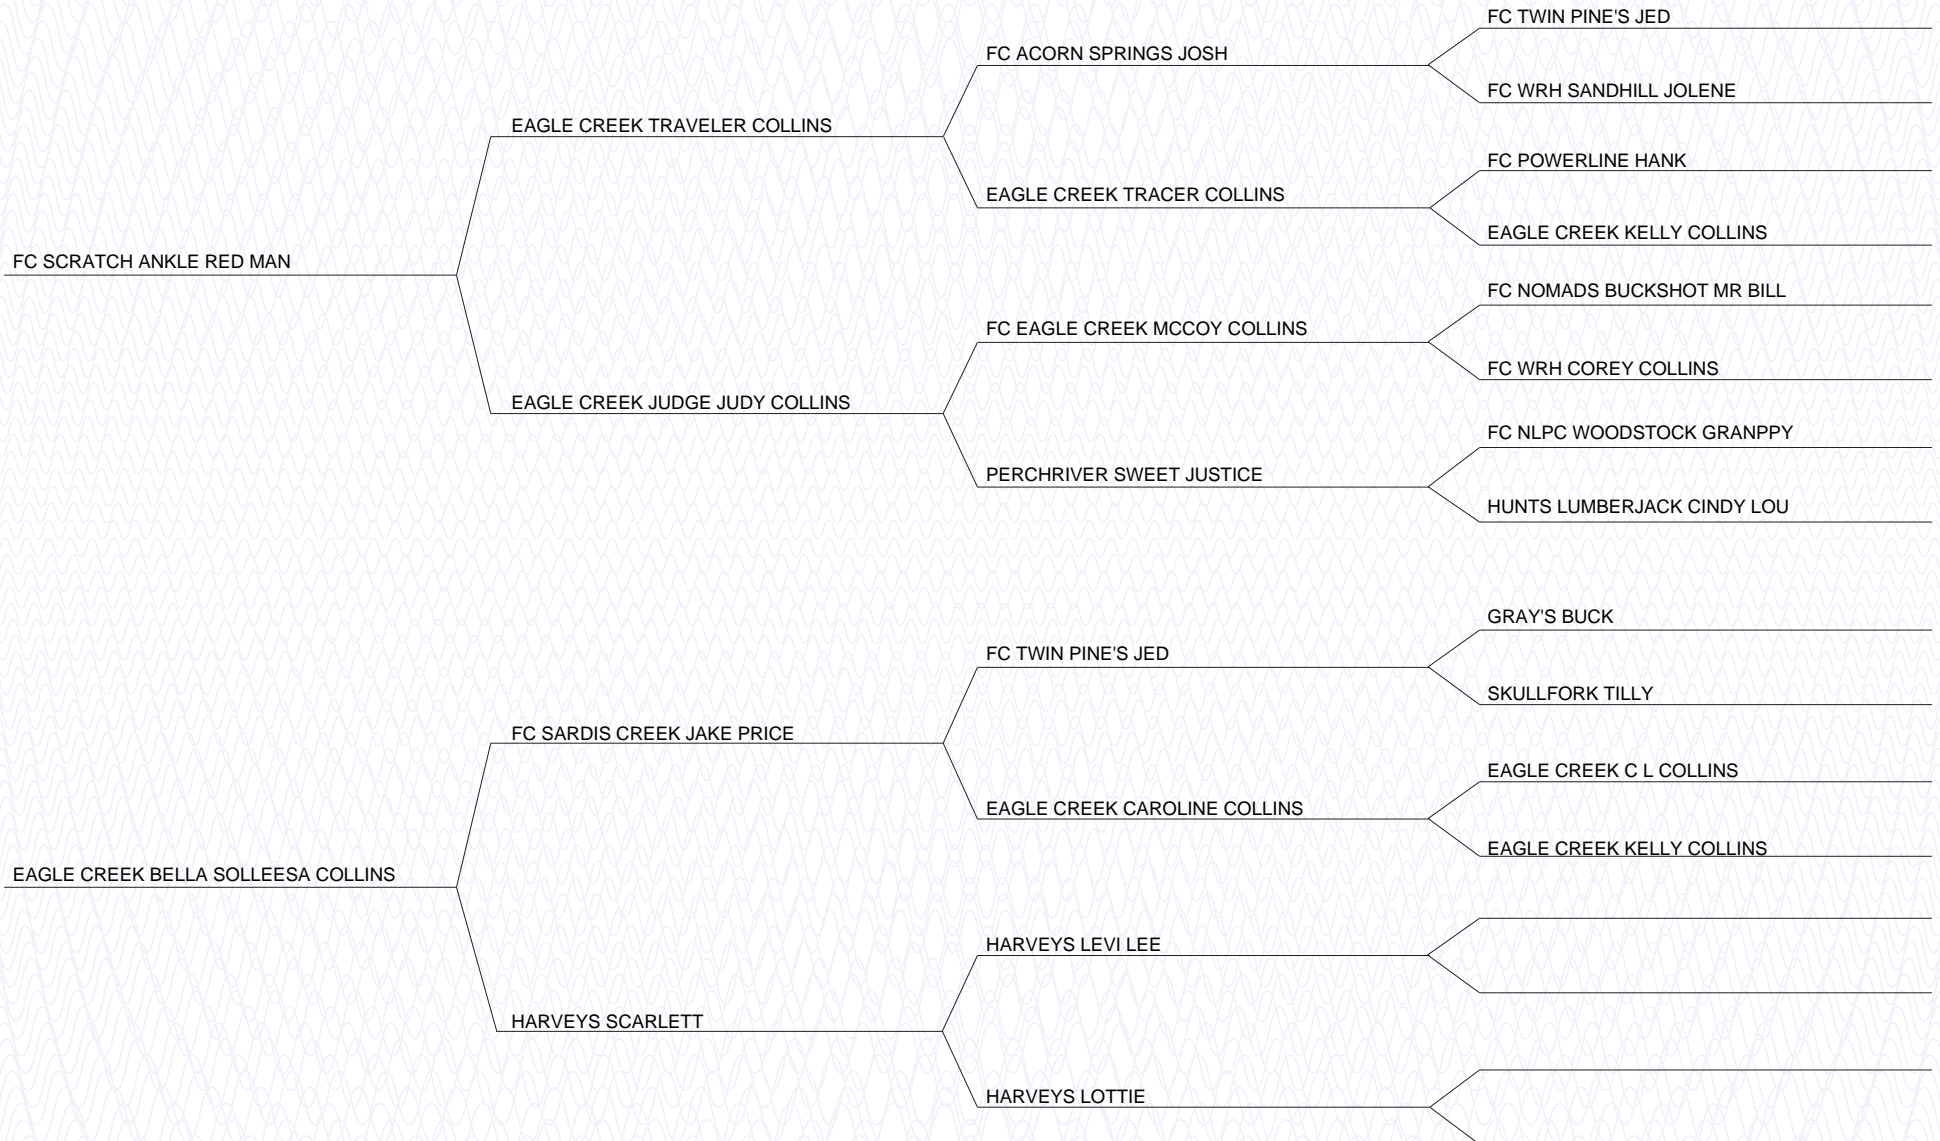 FC TWIN PINE'S JED
FC ACORN SPRINGS JOSH
FC WRH SANDHILL JOLENE
EAGLE CREEK TRAVELER COLLINS
FC POWERLINE HANK
EAGLE CREEK TRACER COLLINS
EAGLE CREEK KELLY COLLINS
FC SCRATCH ANKLE RED MAN
FC NOMADS BUCKSHOT MR BILL
FC EAGLE CREEK MCCOY COLLINS
FC WRH COREY COLLINS
EAGLE CREEK JUDGE JUDY COLLINS
FC NLPC WOODSTOCK GRANPPY
PERCHRIVER SWEET JUSTICE
HUNTS LUMBERJACK CINDY LOU
GRAY'S BUCK
FC TWIN PINE'S JED
SKULLFORK TILLY
FC SARDIS CREEK JAKE PRICE
EAGLE CREEK C L COLLINS
EAGLE CREEK CAROLINE COLLINS
EAGLE CREEK KELLY COLLINS
EAGLE CREEK BELLA SOLLEESA COLLINS
HARVEYS LEVI LEE
HARVEYS SCARLETT
HARVEYS LOTTIE